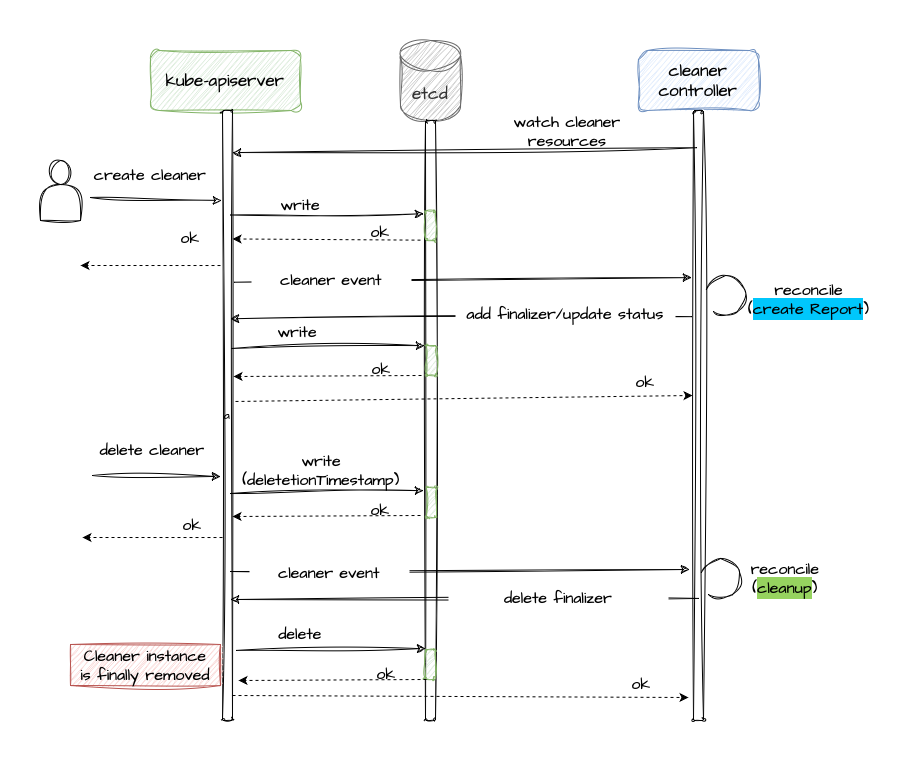 kube-apiserver
etcd
cleaner
controller
watch cleaner
resources
create cleaner
write
ok
ok
cleaner event
reconcile
(create Report)
add finalizer/update status
write
ok
ok
delete cleaner
write
(deletetionTimestamp)
ok
ok
cleaner event
reconcile
(cleanup)
delete finalizer
delete
Cleaner instance
is finally removed
ok
ok